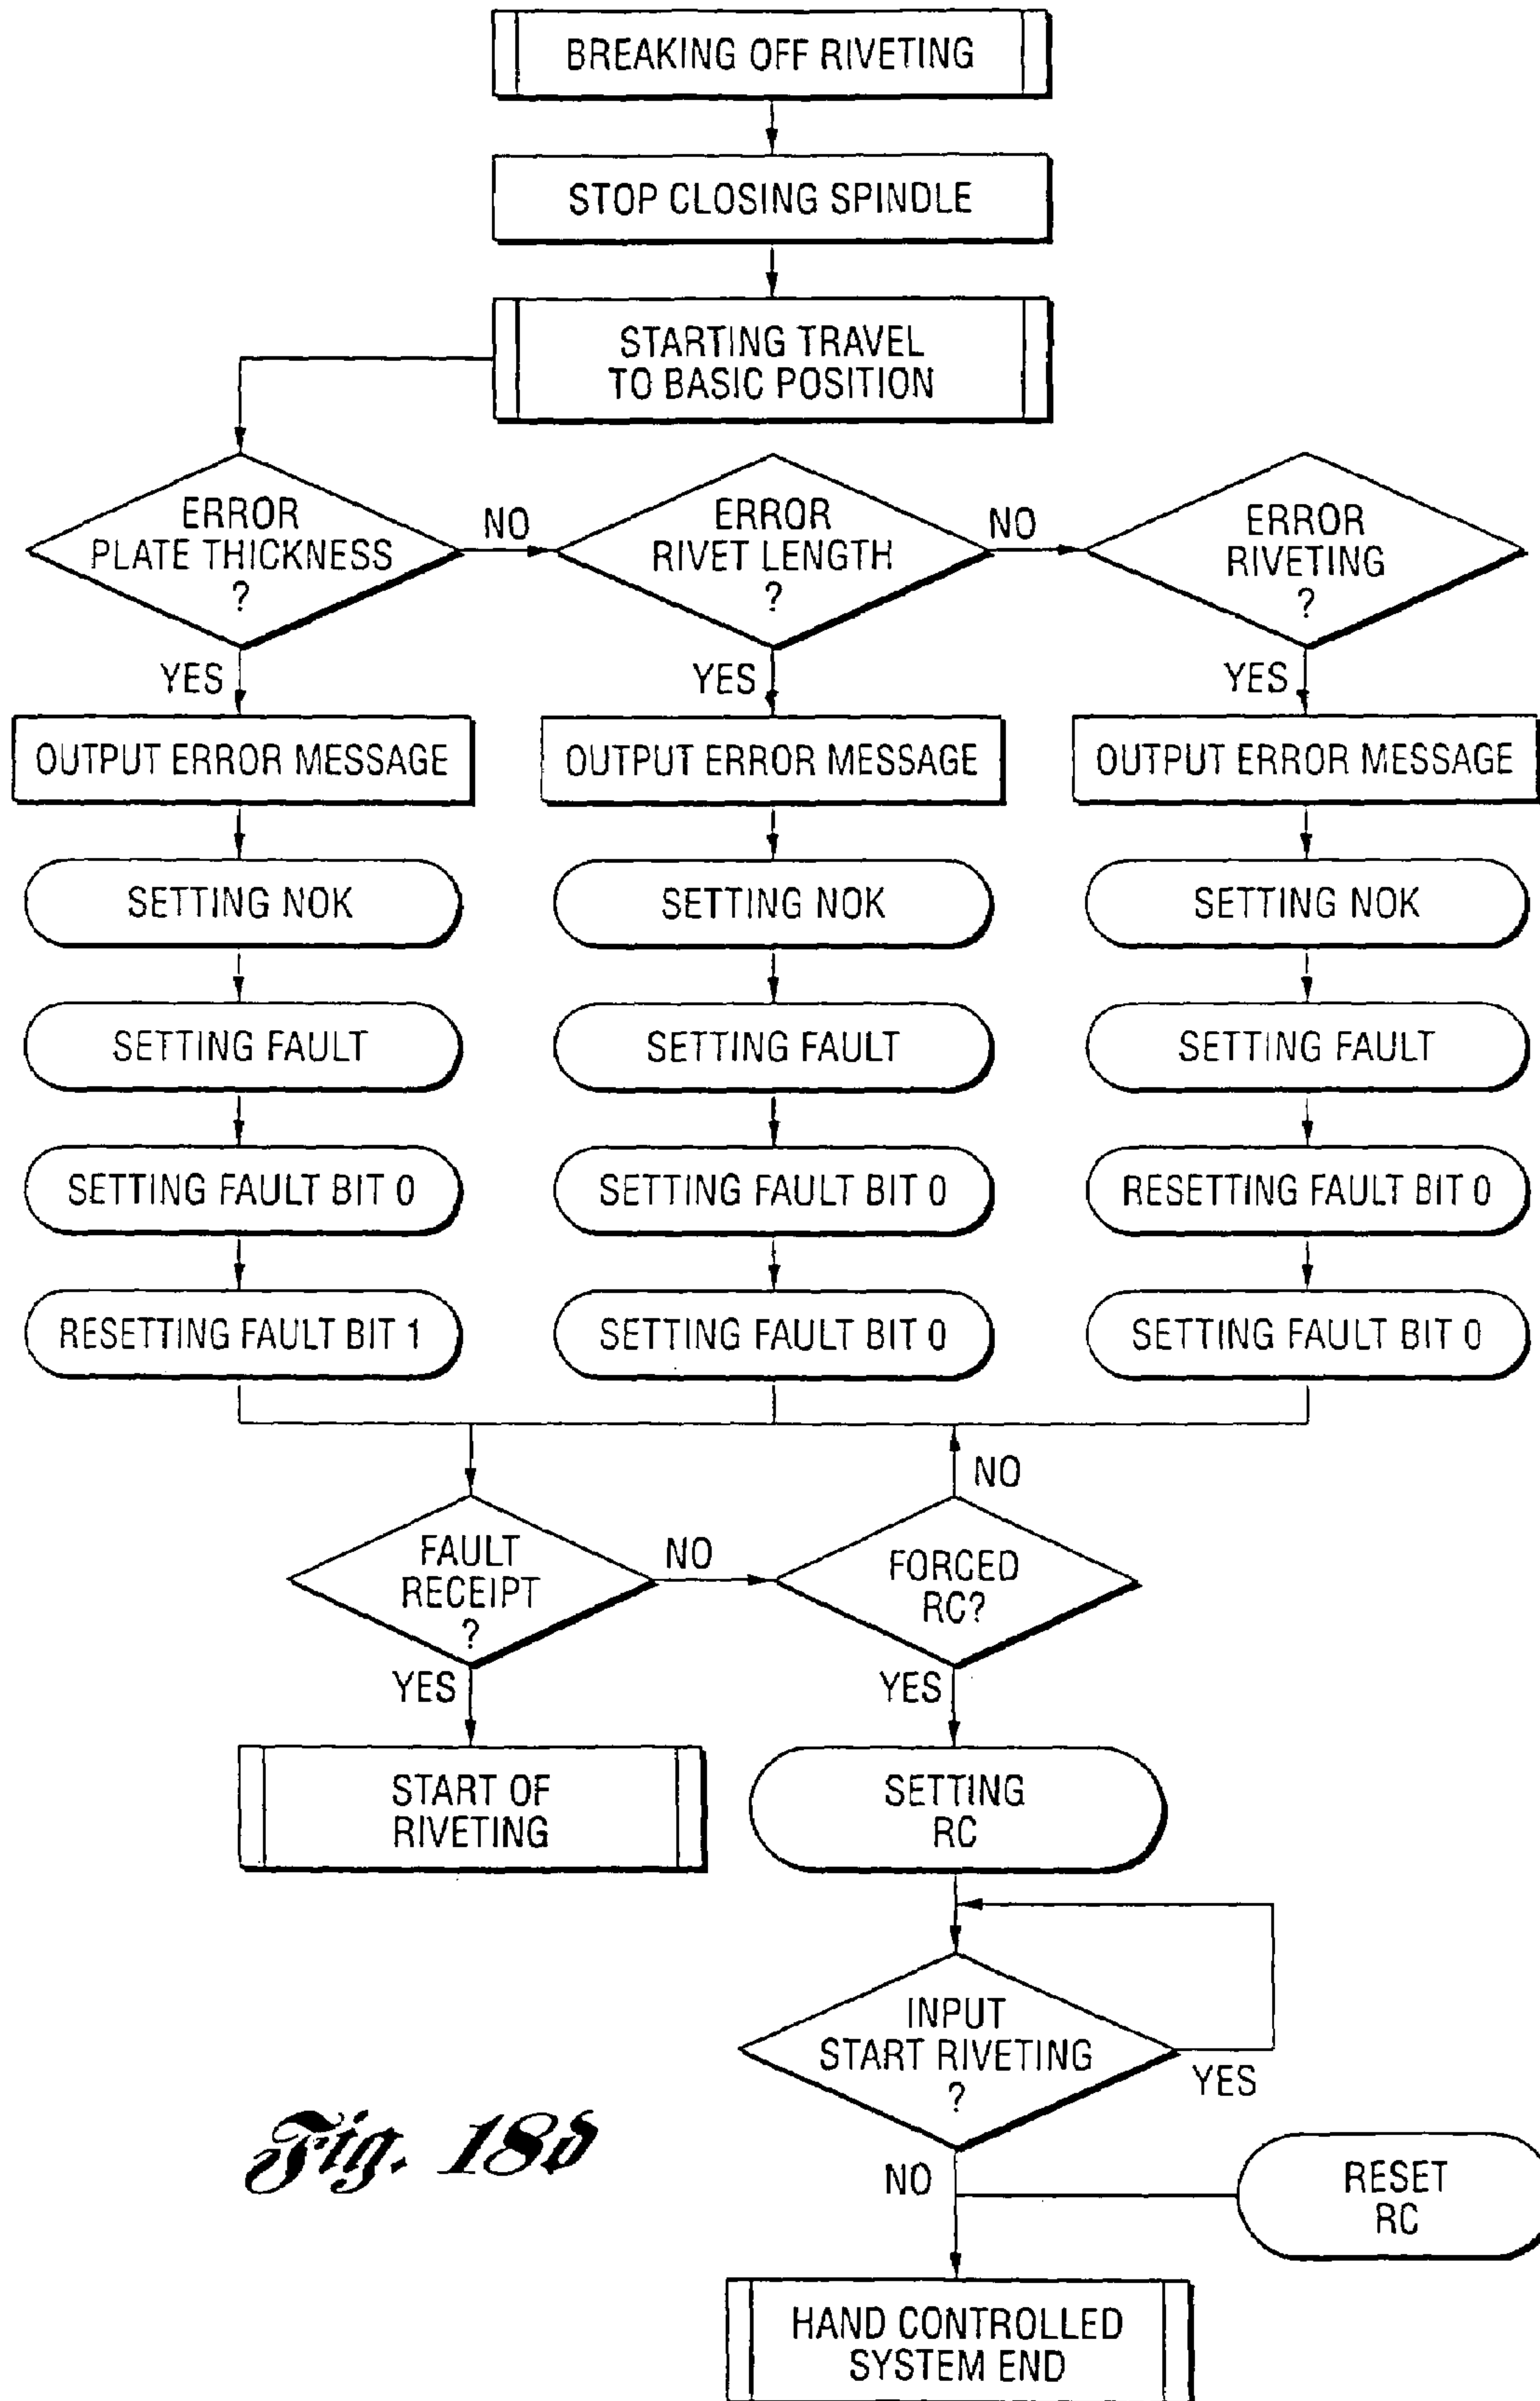 BREAKING OFF RIVETING
STOP CLOSING SPINDLE
STARTING TRAVEL
TO BASIC POSITION
ERROR
PLATE THICKNESS
?
NO
ERROR
RIVET LENGTH
?
NO
ERROR
RIVETING
?
YES
YES
YES
OUTPUT ERROR MESSAGE
OUTPUT ERROR MESSAGE
OUTPUT ERROR MESSAGE
SETTING NOK
SETTING NOK
SETTING NOK
SETTING FAULT
SETTING FAULT
SETTING FAULT
SETTING FAULT BIT 0
SETTING FAULT BIT 0
RESETTING FAULT BIT 0
RESETTING FAULT BIT 1
SETTING FAULT BIT 0
SETTING FAULT BIT 0
NO
FAULT
RECEIPT
?
NO
FORCED
RC?
YES
YES
START OF
RIVETING
SETTING
RC
INPUT
START RIVETING
?
YES
NO
RESET
RC
HAND CONTROLLED
SYSTEM END
Fig. 18d